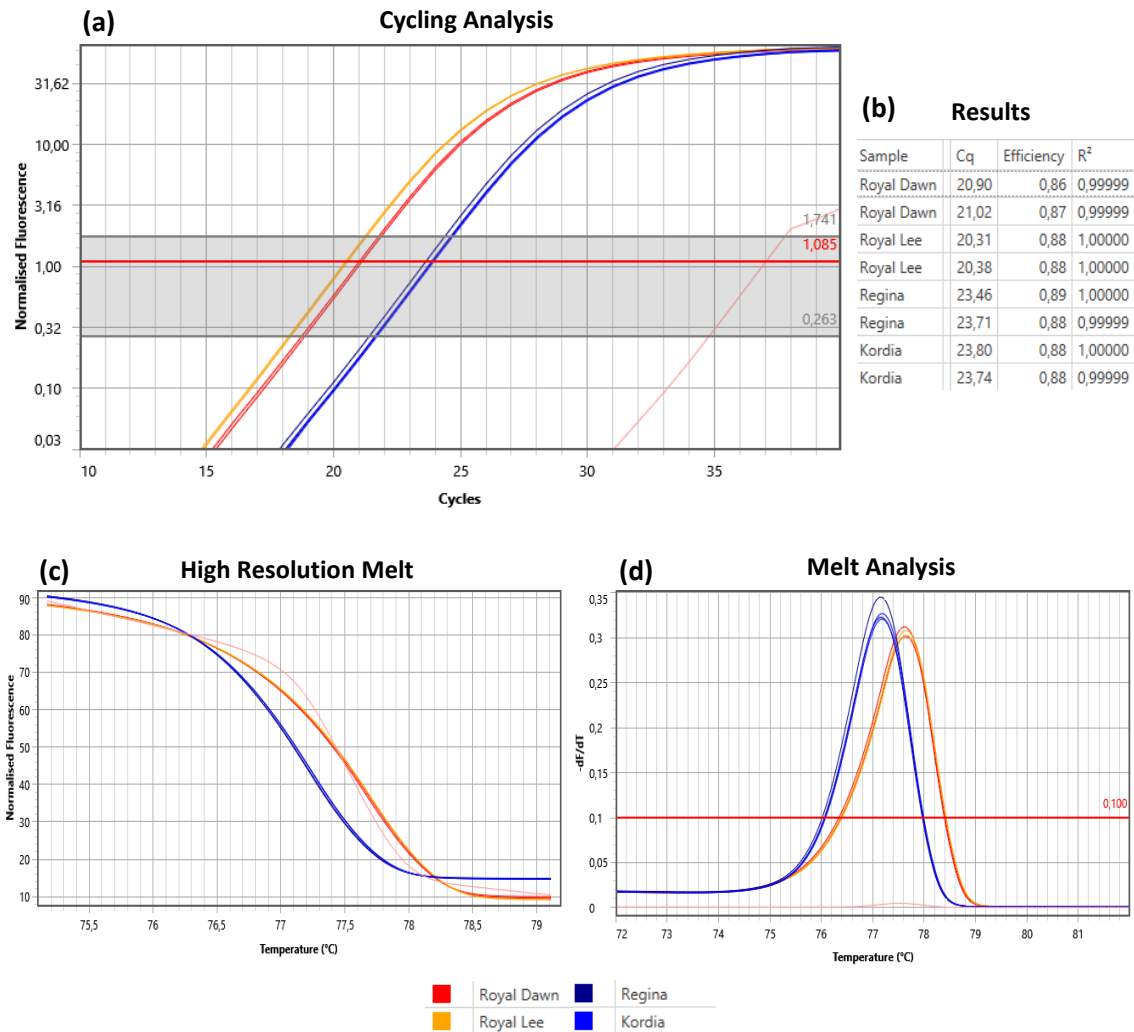 (a) Cycling Analysis
Normalised Fluorescence
31,62
10,00
3,16
1,00
0,32
0,10
0,03
1,741
1,085
0,263
10 15 20 25 30 35
Cycles
(b) Results
Sample Cq Efficiency R²
Royal Dawn 20,90 0,86 0,99999
Royal Dawn 21,02 0,87 0,99999
Royal Lee 20,31 0,88 1,00000
Royal Lee 20,38 0,88 1,00000
Regina 23,46 0,89 1,00000
Regina 23,71 0,88 0,99999
Kordia 23,80 0,88 1,00000
Kordia 23,74 0,88 0,99999
(c) High Resolution Melt
Normalised Fluorescence
90
80
70
60
50
40
30
20
10
75,5 76 76,5 77 77,5 78 78,5 79
Temperature (°C)
(d) Melt Analysis
-dF/dT
0,35
0,3
0,25
0,2
0,15
0,1
0,05
0
0,100
72 73 74 75 76 77 78 79 80 81
Temperature (°C)
Royal Dawn Regina
Royal Lee Kordia